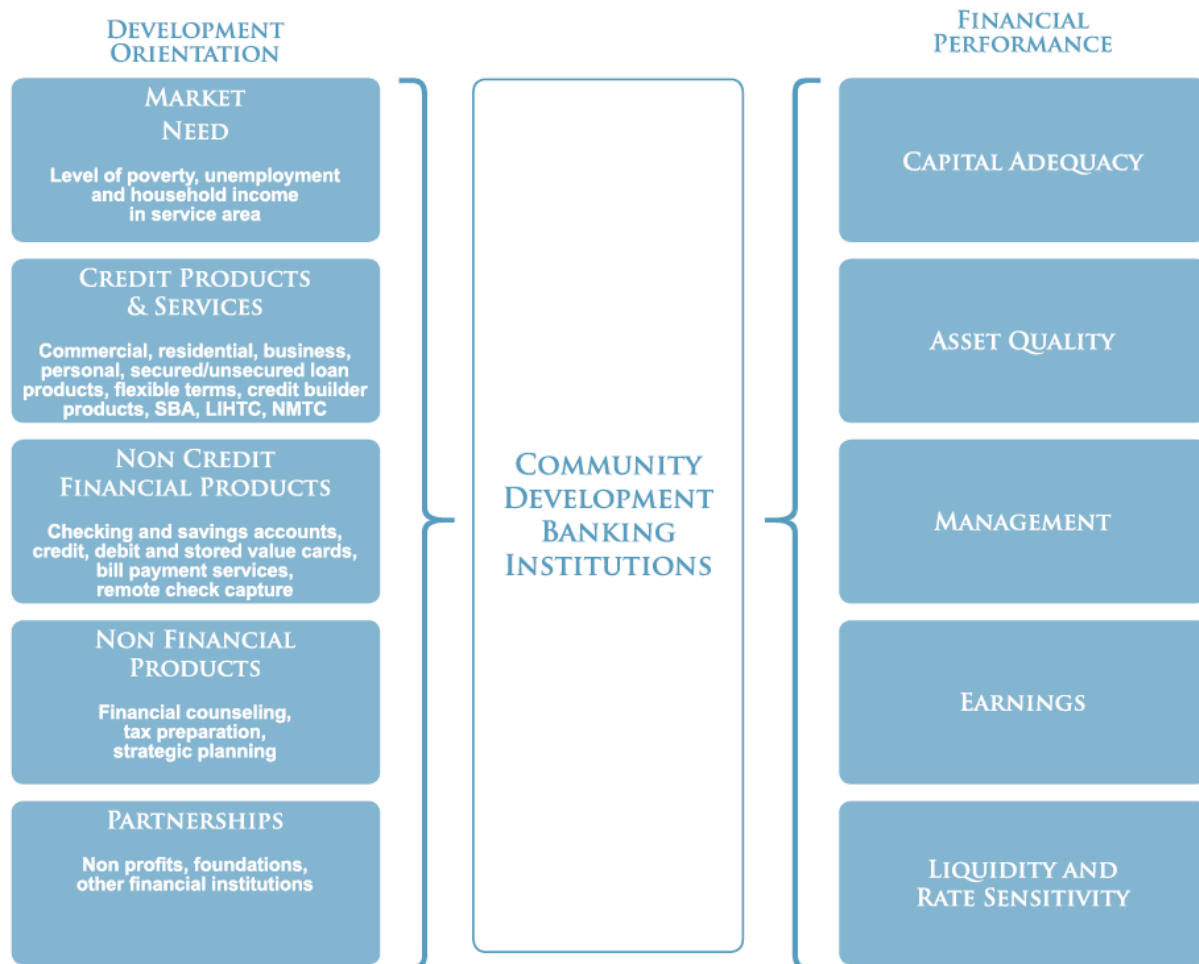 DEVELOPMENT
ORIENTATION
MARKET
NEED
Level of poverty, unemployment
and household income
in service area
CREDIT PRODUCTS
& SERVICES
Commercial, residential, business,
personal, secured/unsecured loan
products, flexible terms, credit builder
products, SBA, LIHTC, NMTC
NON CREDIT
FINANCIAL PRODUCTS
Checking and savings accounts,
credit, debit and stored value cards,
bill payment services,
remote check capture
NON FINANCIAL
PRODUCTS
Financial counseling,
tax preparation,
strategic planning
PARTNERSHIPS
Non profits, foundations,
other financial institutions
COMMUNITY
DEVELOPMENT
BANKING
INSTITUTIONS
FINANCIAL
PERFORMANCE
CAPITAL ADEQUACY
ASSET QUALITY
MANAGEMENT
EARNINGS
LIQUIDITY AND
RATE SENSITIVITY